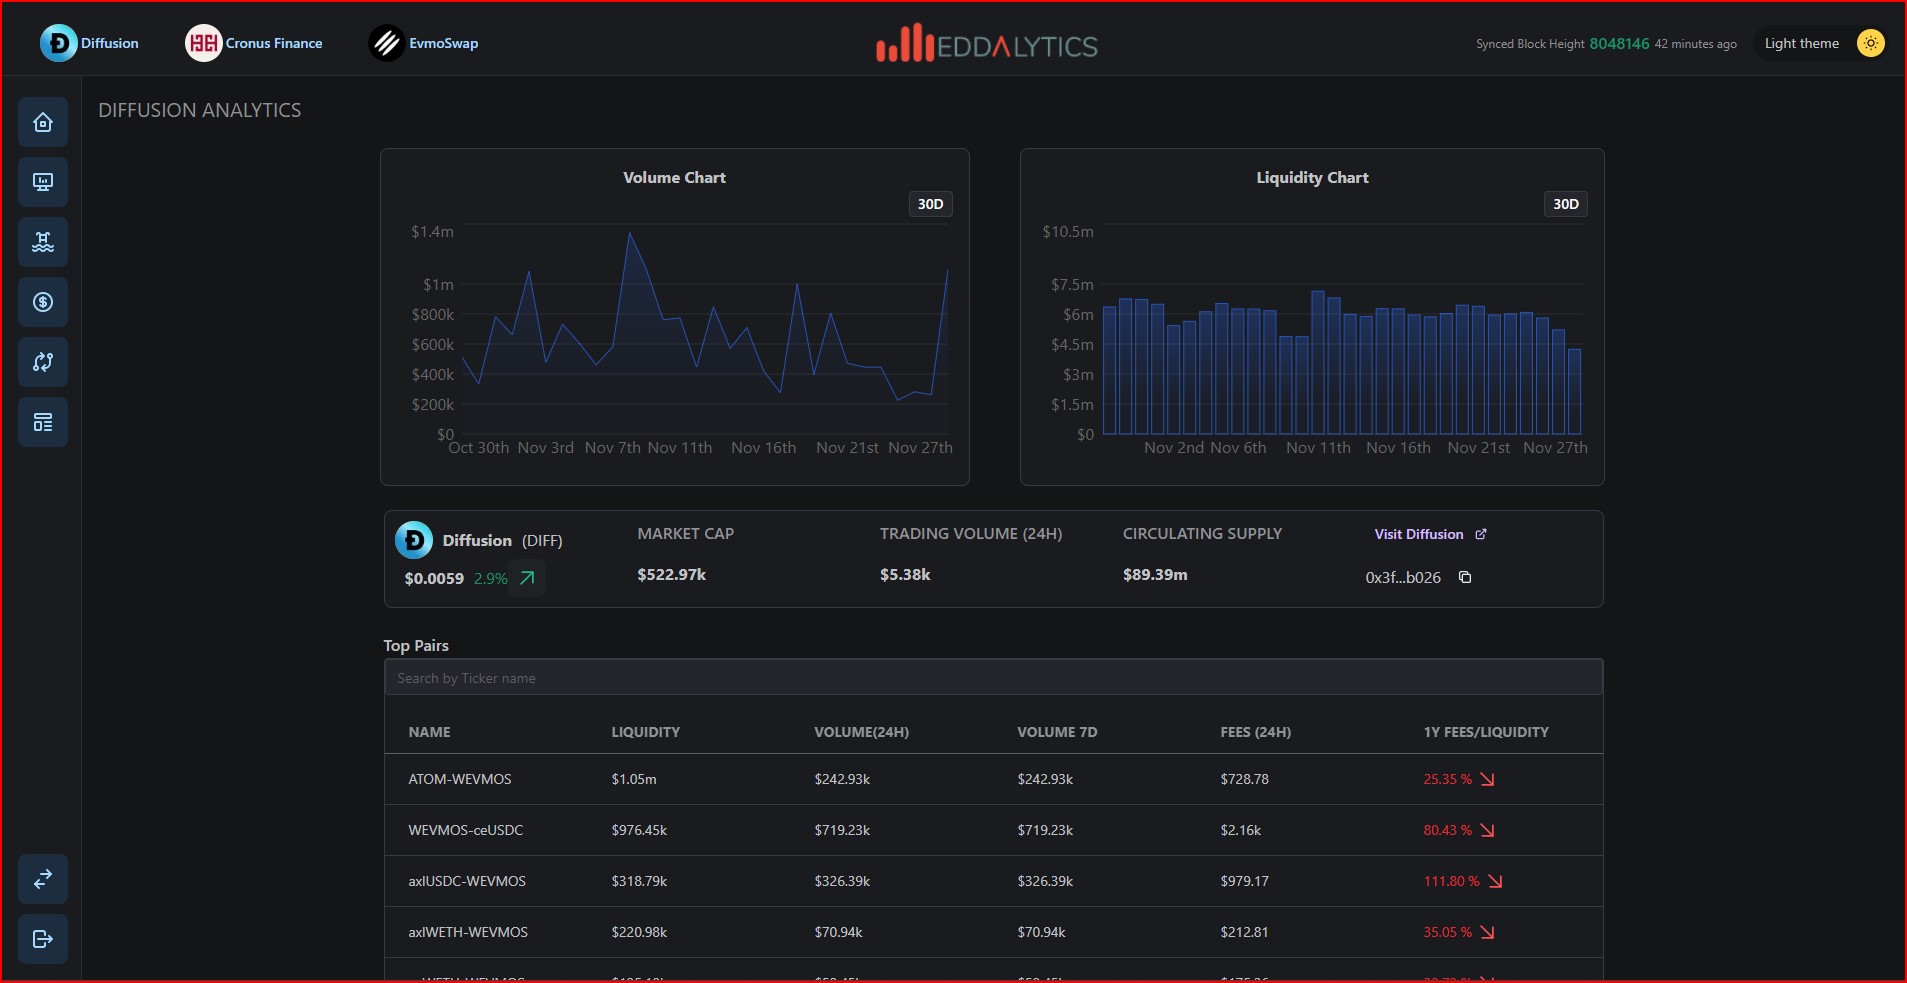 Diffusion
Cronus Finance
EvmoSwap
EDDALYTICS
Synced Block Height 8048146 42 minutes ago
Light theme
DIFFUSION ANALYTICS
Volume Chart
30D
$1.4m
$1m
$800k
$600k
$400k
$200k
$0
Oct 30th Nov 3rd Nov 7th Nov 11th Nov 16th Nov 21st Nov 27th
Liquidity Chart
30D
$10.5m
$7.5m
$6m
$4.5m
$3m
$1.5m
$0
Nov 2nd Nov 6th Nov 11th Nov 16th Nov 21st Nov 27th
Diffusion (DIFF)
$0.0059 2.9%
MARKET CAP
$522.97k
TRADING VOLUME (24H)
$5.38k
CIRCULATING SUPPLY
$89.39m
Visit Diffusion
0x3f...b026
Top Pairs
Search by Ticker name
NAME LIQUIDITY VOLUME(24H) VOLUME 7D FEES (24H) 1Y FEES/LIQUIDITY
ATOM-WEVMOS $1.05m $242.93k $242.93k $728.78 25.35 %
WEVMOS-ceUSDC $976.45k $719.23k $719.23k $2.16k 80.43 %
axlUSDC-WEVMOS $318.79k $326.39k $326.39k $979.17 111.80 %
axlWETH-WEVMOS $220.98k $70.94k $70.94k $212.81 35.05 %